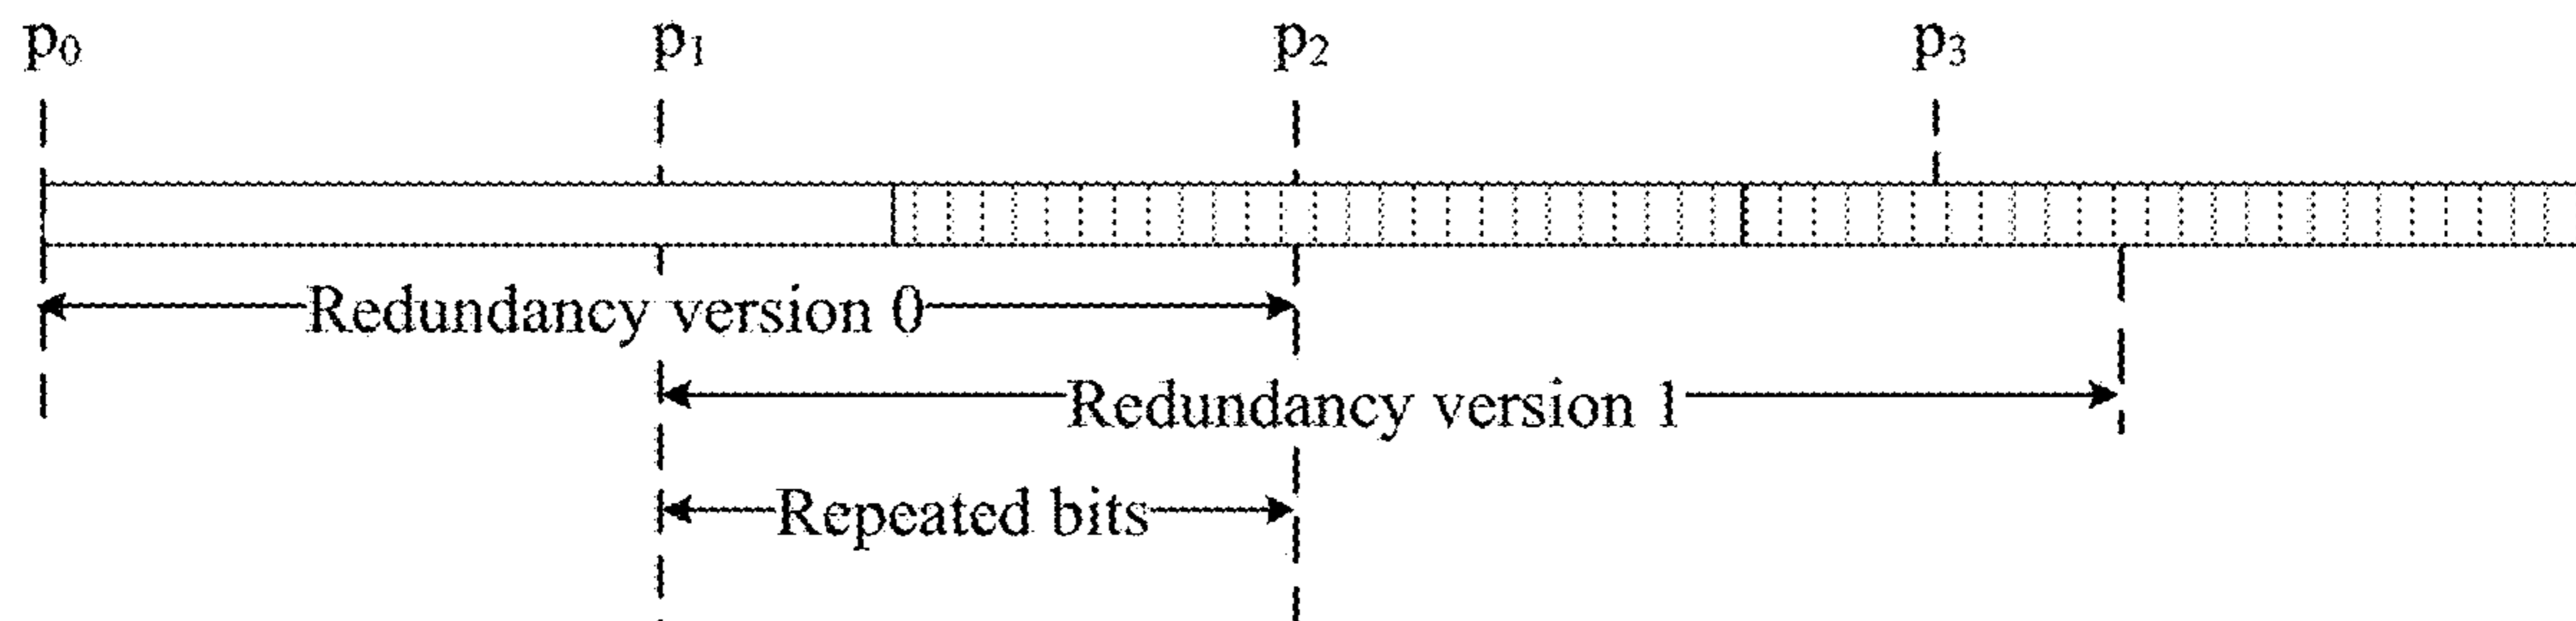 p₀ p₁ p₂ p₃
Redundancy version 0
Redundancy version 1
Repeated bits